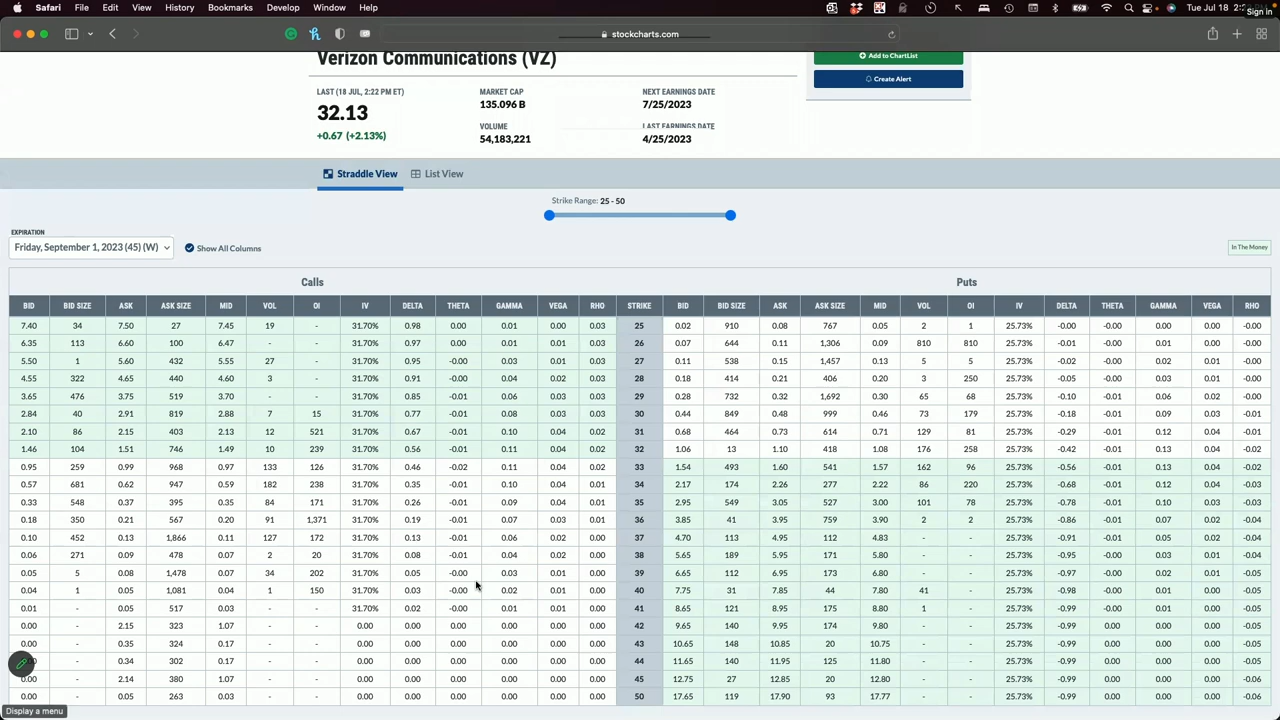 Safari File Edit View History Bookmarks Develop Window Help Tue Jul 18
Sign in
stockcharts.com
Verizon Communications (VZ)
Add to ChartList
Create Alert
LAST (18 JUL, 2:22 PM ET) MARKET CAP NEXT EARNINGS DATE
32.13 135.096 B 7/25/2023
+0.67 (+2.13%) VOLUME LAST EARNINGS DATE
54,183,221 4/25/2023
Straddle View List View
Strike Range: 25 - 50
EXPIRATION
Friday, September 1, 2023 (45) (W) Show All Columns In The Money
Calls Puts
BID BID SIZE ASK ASK SIZE MID VOL OI IV DELTA THETA GAMMA VEGA RHO STRIKE BID BID SIZE ASK ASK SIZE MID VOL OI IV DELTA THETA GAMMA VEGA RHO
7.40 34 7.50 27 7.45 19 - 31.70% 0.98 0.00 0.01 0.00 0.03 25 0.02 910 0.08 767 0.05 2 1 25.73% -0.00 -0.00 0.00 0.00 -0.00
6.35 113 6.60 100 6.47 - - 31.70% 0.97 0.00 0.01 0.01 0.03 26 0.07 644 0.11 1,306 0.09 810 810 25.73% -0.01 -0.00 0.01 0.00 -0.00
5.50 1 5.60 432 5.55 27 - 31.70% 0.95 -0.00 0.03 0.01 0.03 27 0.11 538 0.15 1,457 0.13 5 5 25.73% -0.02 -0.00 0.02 0.01 -0.00
4.55 322 4.65 440 4.60 3 - 31.70% 0.91 -0.00 0.04 0.02 0.03 28 0.18 414 0.21 406 0.20 3 250 25.73% -0.05 -0.00 0.03 0.01 -0.00
3.65 476 3.75 519 3.70 - - 31.70% 0.85 -0.01 0.06 0.03 0.03 29 0.28 732 0.32 1,692 0.30 65 68 25.73% -0.10 -0.01 0.06 0.02 -0.00
2.84 40 2.91 819 2.88 7 15 31.70% 0.77 -0.01 0.08 0.03 0.03 30 0.44 849 0.48 999 0.46 73 179 25.73% -0.18 -0.01 0.09 0.03 -0.01
2.10 86 2.15 403 2.13 12 521 31.70% 0.67 -0.01 0.10 0.04 0.02 31 0.68 464 0.73 614 0.71 129 81 25.73% -0.29 -0.01 0.12 0.04 -0.01
1.46 104 1.51 746 1.49 10 239 31.70% 0.56 -0.01 0.11 0.04 0.02 32 1.06 13 1.10 418 1.08 176 258 25.73% -0.42 -0.01 0.13 0.04 -0.02
0.95 259 0.99 968 0.97 133 126 31.70% 0.46 -0.02 0.11 0.04 0.02 33 1.54 493 1.60 541 1.57 162 96 25.73% -0.56 -0.01 0.13 0.04 -0.02
0.57 681 0.62 947 0.59 182 238 31.70% 0.35 -0.01 0.10 0.04 0.01 34 2.17 174 2.26 277 2.22 86 220 25.73% -0.68 -0.01 0.12 0.04 -0.03
0.33 548 0.37 395 0.35 84 171 31.70% 0.26 -0.01 0.09 0.04 0.01 35 2.95 549 3.05 527 3.00 101 78 25.73% -0.78 -0.01 0.10 0.03 -0.03
0.18 350 0.21 567 0.20 91 1,371 31.70% 0.19 -0.01 0.07 0.03 0.01 36 3.85 41 3.95 759 3.90 2 2 25.73% -0.86 -0.01 0.07 0.02 -0.04
0.10 452 0.13 1,866 0.11 127 172 31.70% 0.13 -0.01 0.06 0.02 0.00 37 4.70 113 4.95 112 4.83 - - 25.73% -0.91 -0.01 0.05 0.02 -0.04
0.06 271 0.09 478 0.07 2 20 31.70% 0.08 -0.01 0.04 0.02 0.00 38 5.65 189 5.95 171 5.80 - - 25.73% -0.95 -0.00 0.03 0.01 -0.04
0.05 5 0.08 1,478 0.07 34 202 31.70% 0.05 -0.00 0.03 0.01 0.00 39 6.65 112 6.95 173 6.80 - - 25.73% -0.97 -0.00 0.02 0.01 -0.05
0.04 1 0.05 1,081 0.04 1 150 31.70% 0.03 -0.00 0.02 0.01 0.00 40 7.75 31 7.85 44 7.80 41 - 25.73% -0.98 -0.00 0.01 0.00 -0.05
0.01 - 0.05 517 0.03 - - 31.70% 0.02 -0.00 0.01 0.01 0.00 41 8.65 121 8.95 175 8.80 1 - 25.73% -0.99 -0.00 0.01 0.00 -0.05
0.00 - 2.15 323 1.07 - - 0.00 0.00 0.00 0.00 0.00 0.00 42 9.65 140 9.95 174 9.80 - - 25.73% -0.99 0.00 0.00 0.00 -0.05
0.00 - 0.35 324 0.17 - - 0.00 0.00 0.00 0.00 0.00 0.00 43 10.65 148 10.85 20 10.75 - - 25.73% -0.99 0.00 0.00 0.00 -0.05
- 0.34 302 0.17 - - 0.00 0.00 0.00 0.00 0.00 0.00 44 11.65 140 11.95 125 11.80 - - 25.73% -0.99 0.00 0.00 0.00 -0.05
0.00 - 2.14 380 1.07 - - 0.00 0.00 0.00 0.00 0.00 0.00 45 12.75 27 12.85 20 12.80 - - 25.73% -0.99 0.00 0.00 0.00 -0.06
0.00 - 0.05 263 0.03 - - 0.00 0.00 0.00 0.00 0.00 0.00 50 17.65 119 17.90 93 17.77 - - 25.73% -0.99 0.00 0.00 0.00 -0.06
Display a menu